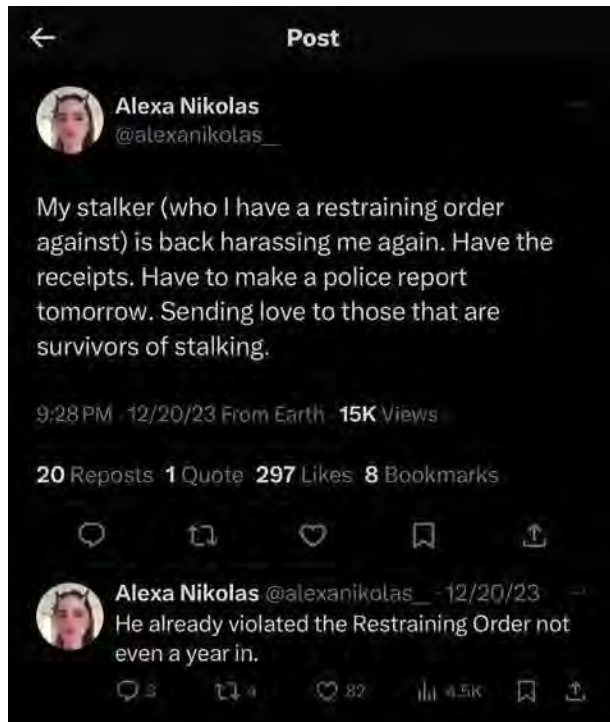 Post
Alexa Nikolas
@alexanikolas__
My stalker (who I have a restraining order
against) is back harassing me again. Have the
receipts. Have to make a police report
tomorrow. Sending love to those that are
survivors of stalking.
9:28 PM · 12/20/23 From Earth · 15K Views
20 Reposts 1 Quote 297 Likes 8 Bookmarks
Alexa Nikolas @alexanikolas__ · 12/20/23
He already violated the Restraining Order not
even a year in.
3 4 82 4.5K